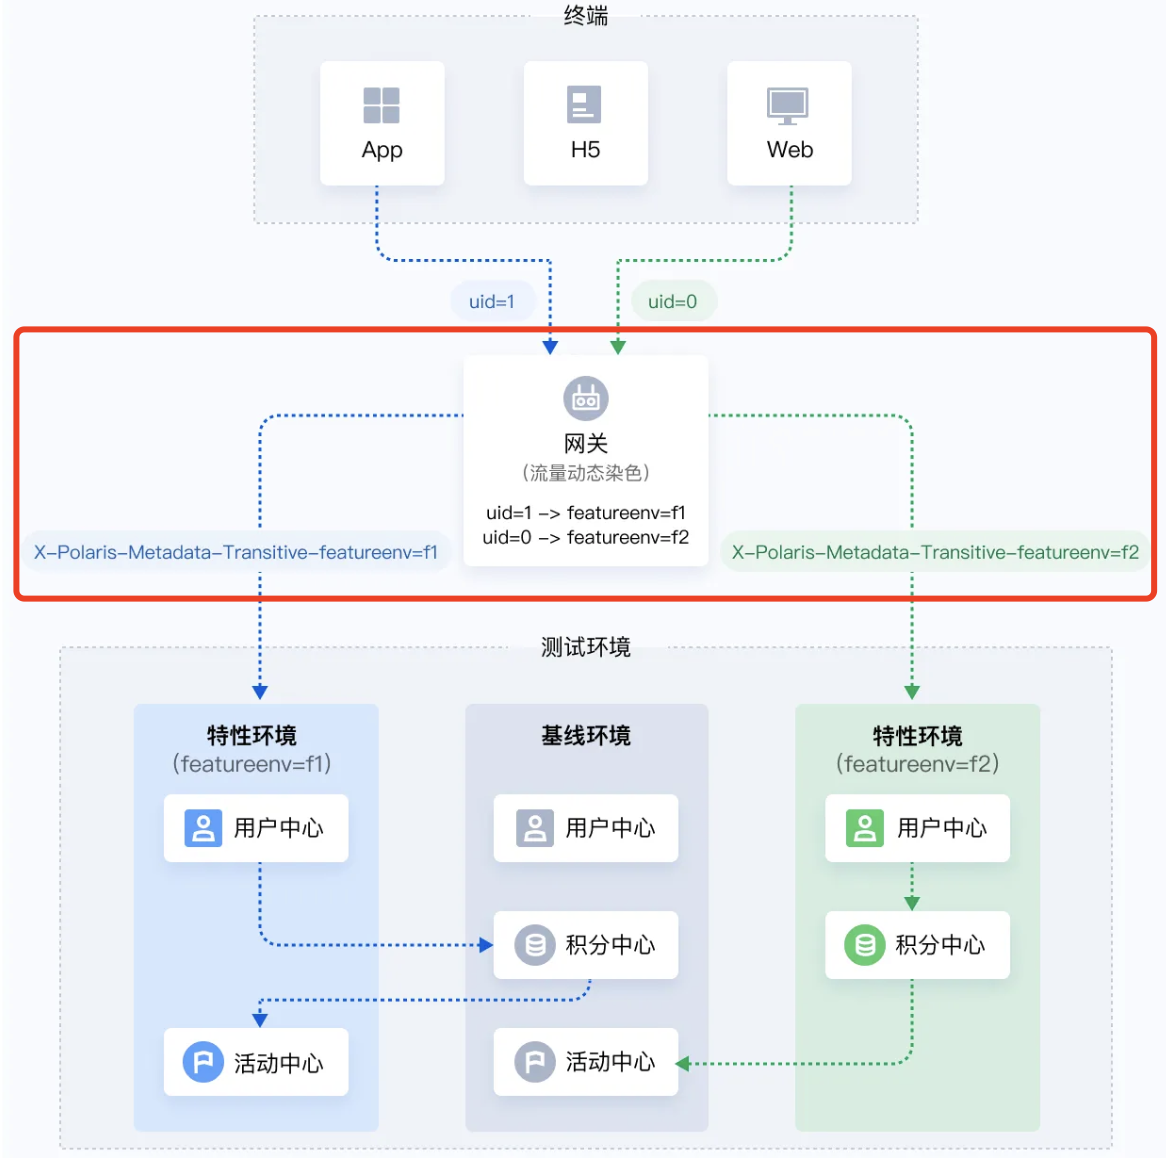 终端
App
H5
Web
uid=1
uid=0
网关
(流量动态染色)
uid=1 -> featureenv=f1
uid=0 -> featureenv=f2
X-Polaris-Metadata-Transitive-featureenv=f1
X-Polaris-Metadata-Transitive-featureenv=f2
测试环境
特性环境
(featureenv=f1)
基线环境
特性环境
(featureenv=f2)
用户中心
用户中心
用户中心
积分中心
积分中心
活动中心
活动中心